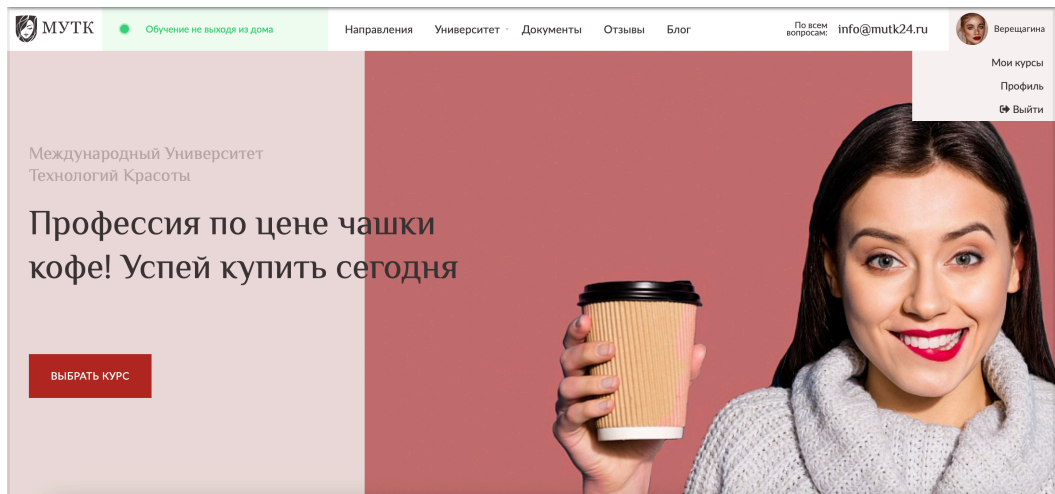 МУТК
Обучение не выходя из дома
Направления
Университет
Документы
Отзывы
Блог
По всем
вопросам:
info@mutk24.ru
Верещагина
Мои курсы
Профиль
Выйти
Международный Университет
Технологий Красоты
Профессия по цене чашки
кофе! Успей купить сегодня
ВЫБРАТЬ КУРС